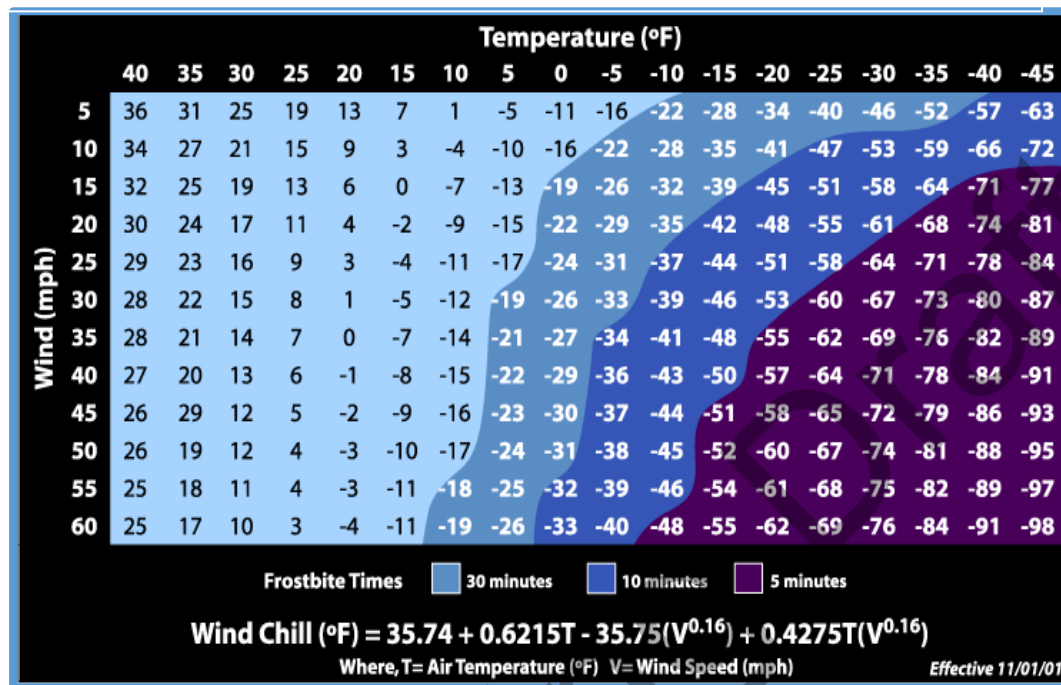 Temperature (ºF)
40 35 30 25 20 15 10 5 0 -5 -10 -15 -20 -25 -30 -35 -40 -45
Wind (mph)
5 36 31 25 19 13 7 1 -5 -11 -16 -22 -28 -34 -40 -46 -52 -57 -63
10 34 27 21 15 9 3 -4 -10 -16 -22 -28 -35 -41 -47 -53 -59 -66 -72
15 32 25 19 13 6 0 -7 -13 -19 -26 -32 -39 -45 -51 -58 -64 -71 -77
20 30 24 17 11 4 -2 -9 -15 -22 -29 -35 -42 -48 -55 -61 -68 -74 -81
25 29 23 16 9 3 -4 -11 -17 -24 -31 -37 -44 -51 -58 -64 -71 -78 -84
30 28 22 15 8 1 -5 -12 -19 -26 -33 -39 -46 -53 -60 -67 -73 -80 -87
35 28 21 14 7 0 -7 -14 -21 -27 -34 -41 -48 -55 -62 -69 -76 -82 -89
40 27 20 13 6 -1 -8 -15 -22 -29 -36 -43 -50 -57 -64 -71 -78 -84 -91
45 26 29 12 5 -2 -9 -16 -23 -30 -37 -44 -51 -58 -65 -72 -79 -86 -93
50 26 19 12 4 -3 -10 -17 -24 -31 -38 -45 -52 -60 -67 -74 -81 -88 -95
55 25 18 11 4 -3 -11 -18 -25 -32 -39 -46 -54 -61 -68 -75 -82 -89 -97
60 25 17 10 3 -4 -11 -19 -26 -33 -40 -48 -55 -62 -69 -76 -84 -91 -98
Frostbite Times 30 minutes 10 minutes 5 minutes
Wind Chill (ºF) = 35.74 + 0.6215T - 35.75(V^0.16) + 0.4275T(V^0.16)
Where, T= Air Temperature (ºF) V= Wind Speed (mph) Effective 11/01/01
Draft